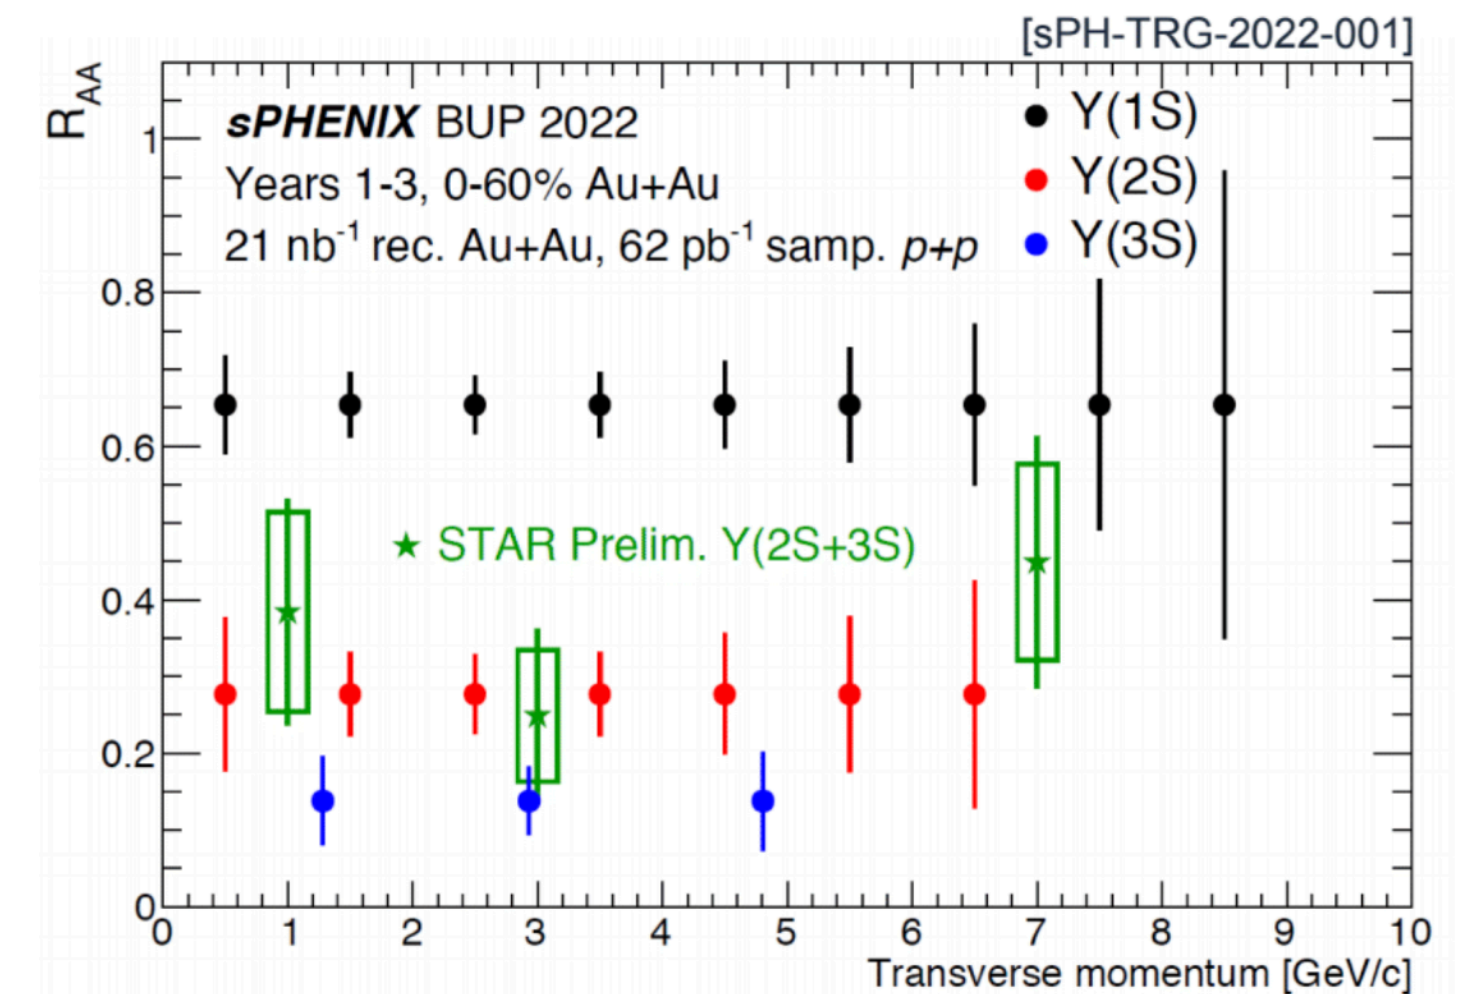 [sPH-TRG-2022-001]
R_AA
sPHENIX BUP 2022
Years 1-3, 0-60% Au+Au
21 nb^-1 rec. Au+Au, 62 pb^-1 samp. p+p
Y(1S)
Y(2S)
Y(3S)
★ STAR Prelim. Y(2S+3S)
1
0.8
0.6
0.4
0.2
0
0 1 2 3 4 5 6 7 8 9 10
Transverse momentum [GeV/c]